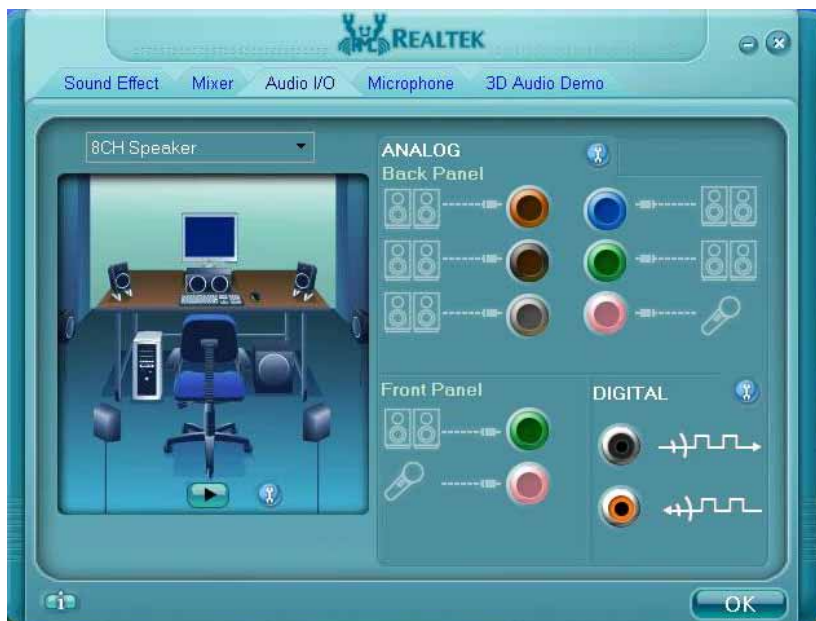 REALTEK
Sound Effect Mixer Audio I/O Microphone 3D Audio Demo
8CH Speaker
ANALOG
Back Panel
Front Panel
DIGITAL
i
OK